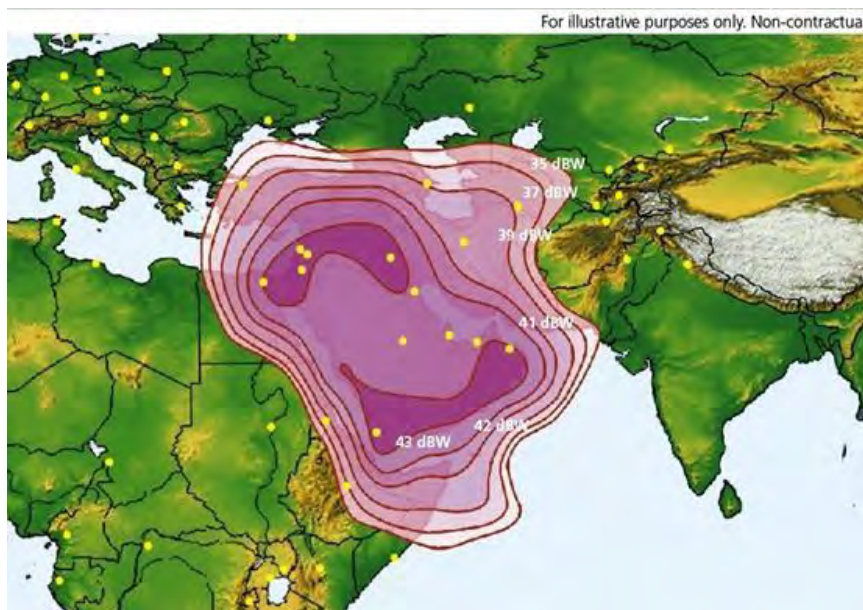 For illustrative purposes only. Non-contractua
35 dBW
37 dBW
39 dBW
41 dBW
42 dBW
43 dBW